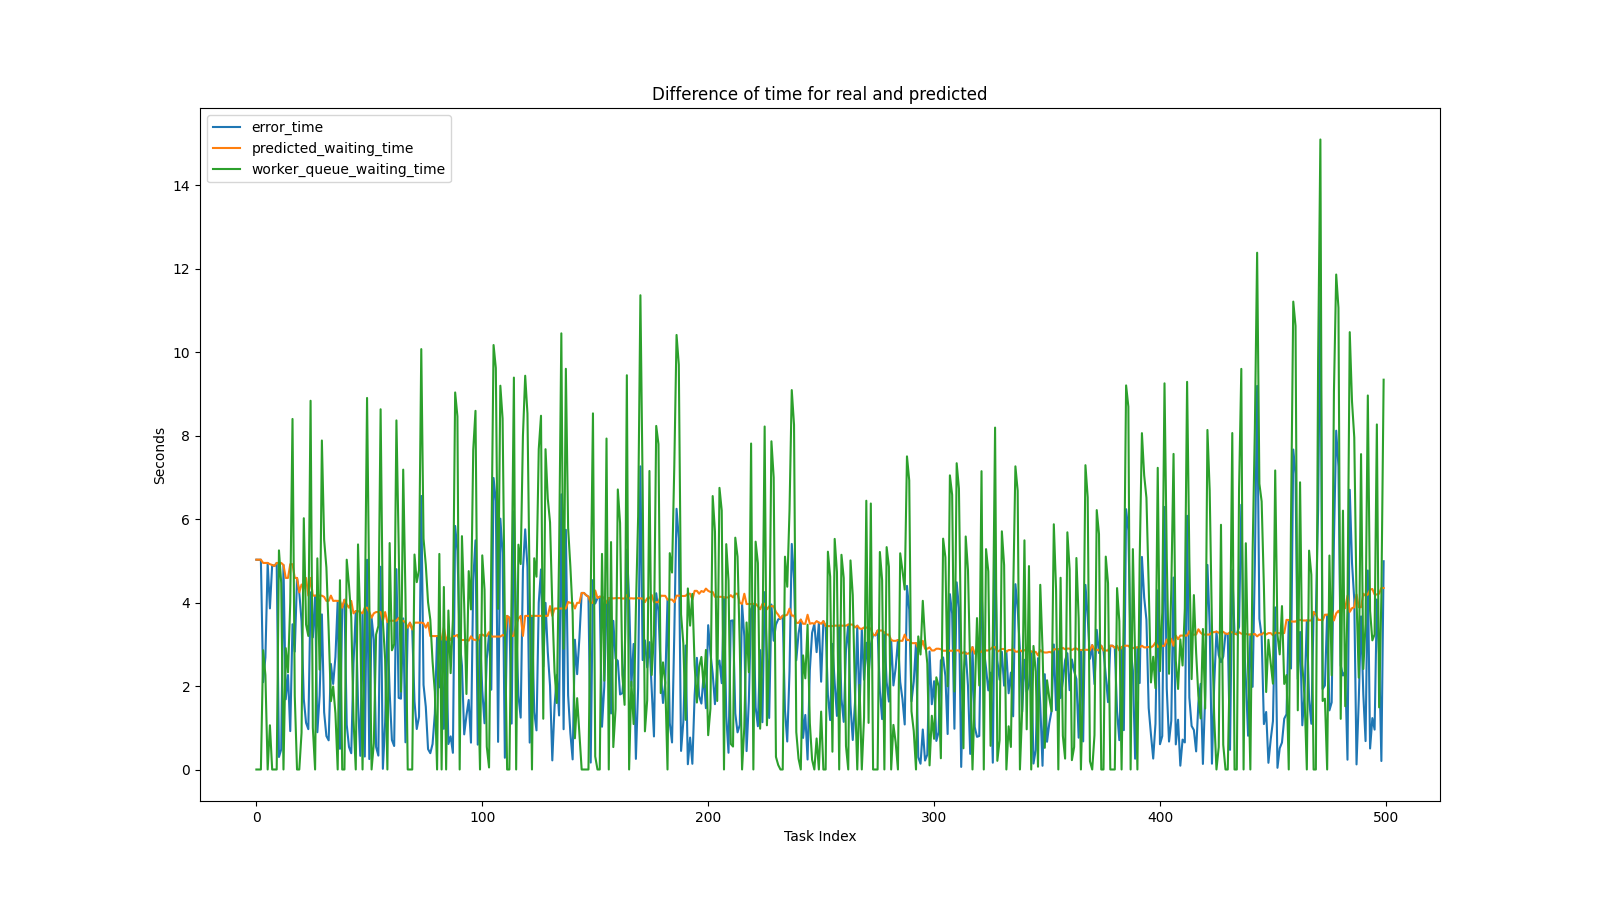 Difference of time for real and predicted
error_time
predicted_waiting_time
worker_queue_waiting_time
14
12
10
8
6
4
2
0
Seconds
0 100 200 300 400 500
Task Index